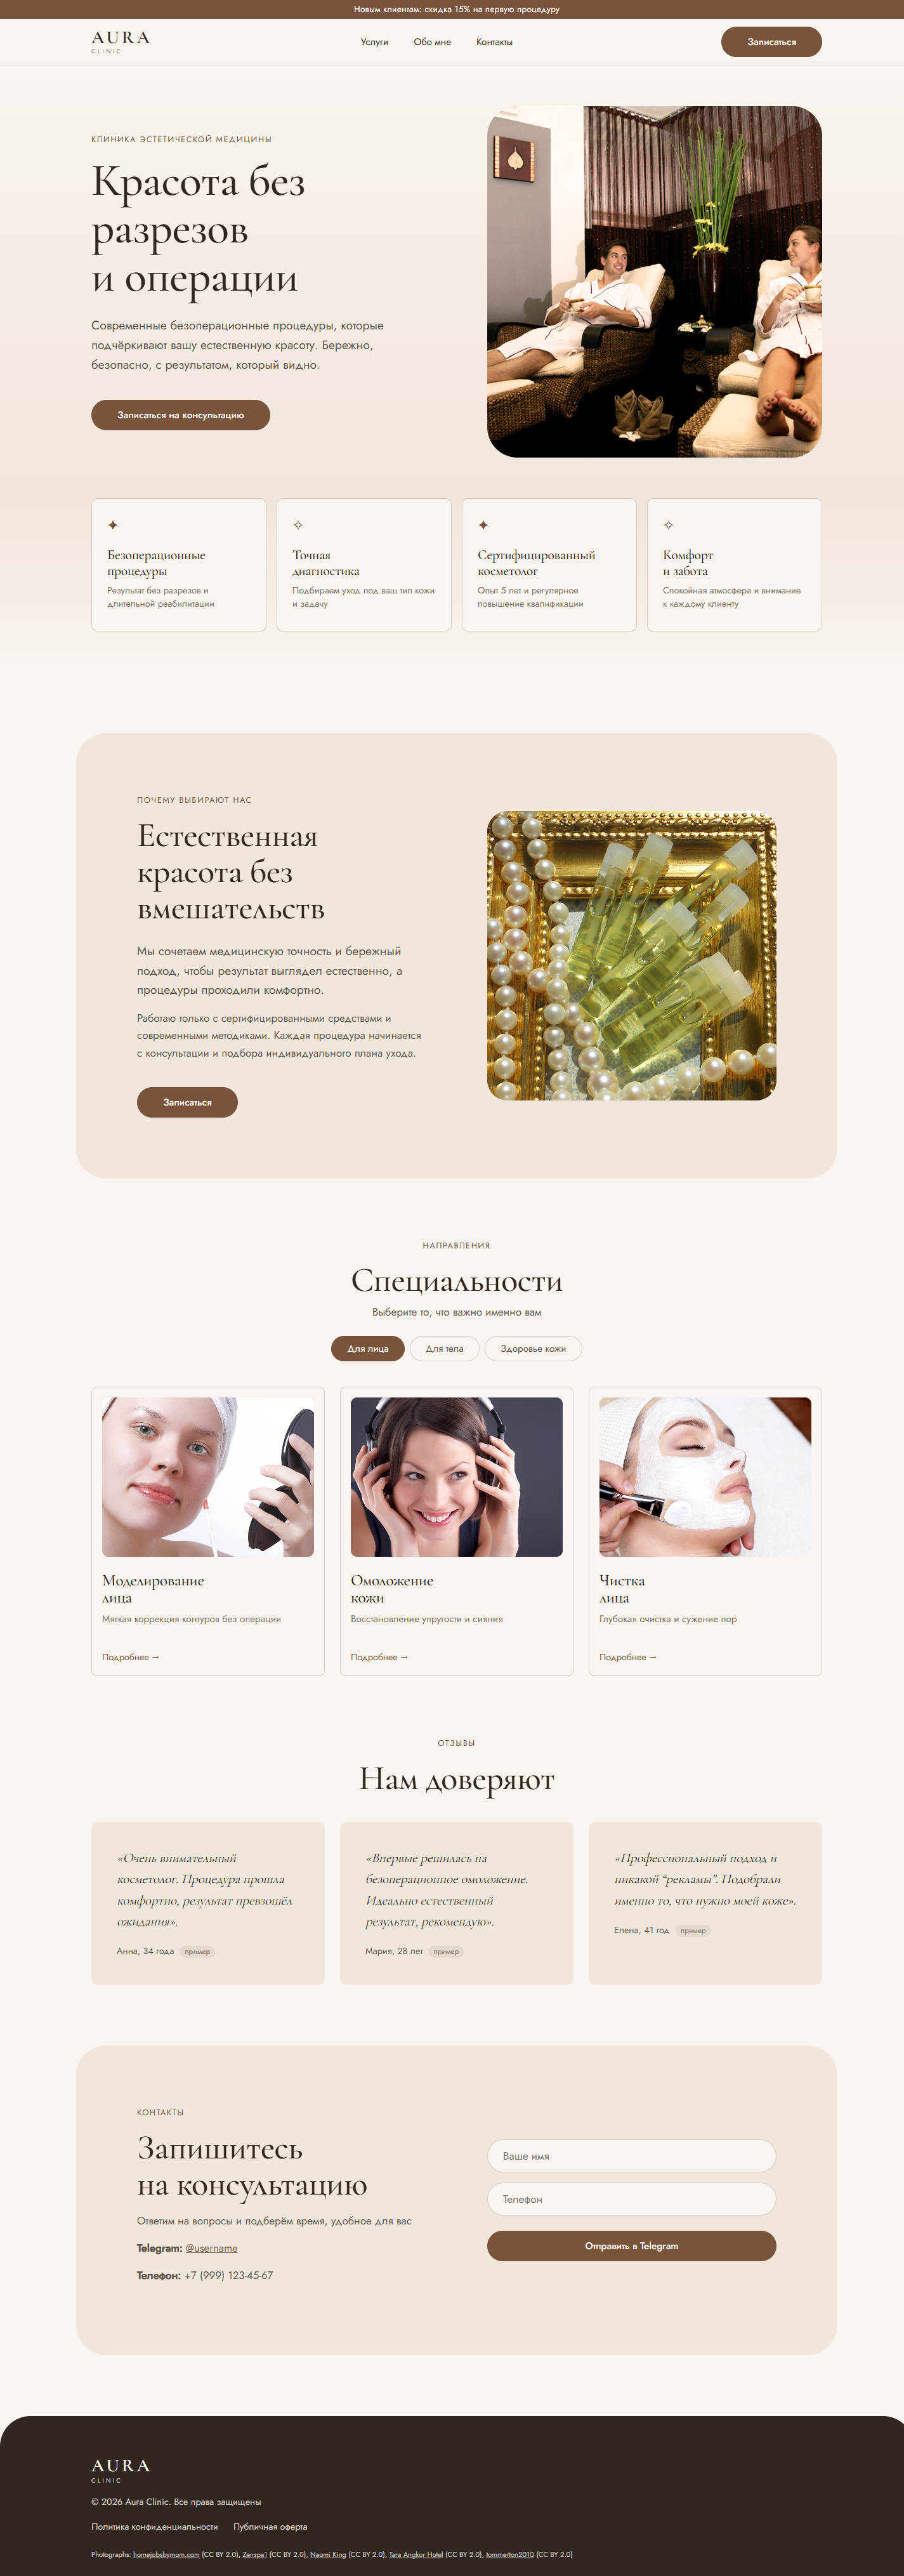 Новым клиентам: скидка 15% на первую процедуру
AURA
CLINIC
Услуги
Обо мне
Контакты
Записаться
КЛИНИКА ЭСТЕТИЧЕСКОЙ МЕДИЦИНЫ
Красота без
разрезов
и операции
Современные безоперационные процедуры, которые
подчёркивают вашу естественную красоту. Бережно,
безопасно, с результатом, который видно.
Записаться на консультацию
Безоперационные
процедуры
Результат без разрезов и
длительной реабилитации
Точная
диагностика
Подбираем уход под ваш тип кожи
и задачу
Сертифицированный
косметолог
Опыт 5 лет и регулярное
повышение квалификации
Комфорт
и забота
Спокойная атмосфера и внимание
к каждому клиенту
ПОЧЕМУ ВЫБИРАЮТ НАС
Естественная
красота без
вмешательств
Мы сочетаем медицинскую точность и бережный
подход, чтобы результат выглядел естественно, а
процедуры проходили комфортно.
Работаю только с сертифицированными средствами и
современными методиками. Каждая процедура начинается
с консультации и подбора индивидуального плана ухода.
Записаться
НАПРАВЛЕНИЯ
Специальности
Выберите то, что важно именно вам
Для лица
Для тела
Здоровье кожи
Моделирование
лица
Мягкая коррекция контуров без операции
Подробнее →
Омоложение
кожи
Восстановление упругости и сияния
Подробнее →
Чистка
лица
Глубокая очистка и сужение пор
Подробнее →
ОТЗЫВЫ
Нам доверяют
«Очень внимательный
косметолог. Процедура прошла
комфортно, результат превзошёл
ожидания».
Анна, 34 года пример
«Впервые решилась на
безоперационное омоложение.
Идеально естественный
результат, рекомендую».
Мария, 28 лет пример
«Профессиональный подход и
никакой “рекламы”. Подобрали
именно то, что нужно моей коже».
Елена, 41 год пример
КОНТАКТЫ
Запишитесь
на консультацию
Ответим на вопросы и подберём время, удобное для вас
Telegram: @username
Телефон: +7 (999) 123-45-67
Ваше имя
Телефон
Отправить в Telegram
AURA
CLINIC
© 2026 Aura Clinic. Все права защищены
Политика конфиденциальности
Публичная оферта
Photographs: homejobsbymom.com (CC BY 2.0), Zenspa1 (CC BY 2.0), Naomi King (CC BY 2.0), Tara Angkor Hotel (CC BY 2.0), tommerton2010 (CC BY 2.0)